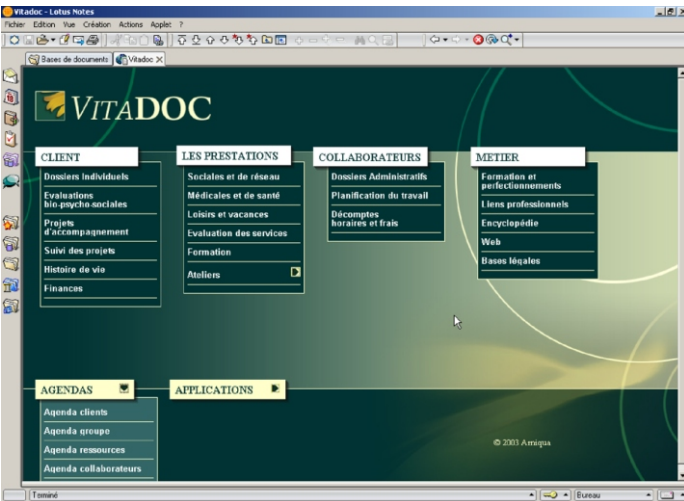 Vitadoc - Lotus Notes
Fichier Edition Vue Création Actions Applet ?
Bases de documents Vitadoc
VITADOC
CLIENT
Dossiers Individuels
Evaluations
bio-psycho-sociales
Projets
d'accompagnement
Suivi des projets
Histoire de vie
Finances
LES PRESTATIONS
Sociales et de réseau
Médicales et de santé
Loisirs et vacances
Evaluation des services
Formation
Ateliers
COLLABORATEURS
Dossiers Administratifs
Planification du travail
Décomptes
horaires et frais
METIER
Formation et
perfectionnements
Liens professionnels
Encyclopédie
Web
Bases légales
AGENDAS
Agenda clients
Agenda groupe
Agenda ressources
Agenda collaborateurs
APPLICATIONS
© 2003 Arniqua
Terminé
Bureau